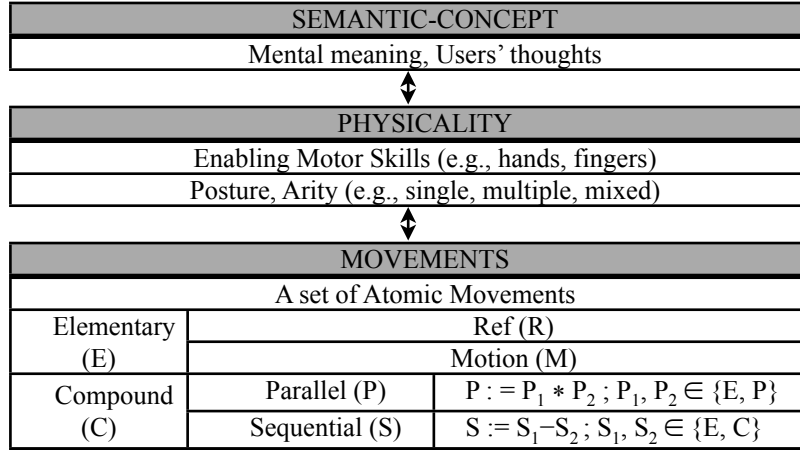 SEMANTIC-CONCEPT
Mental meaning, Users’ thoughts
PHYSICALITY
Enabling Motor Skills (e.g., hands, fingers)
Posture, Arity (e.g., single, multiple, mixed)
MOVEMENTS
A set of Atomic Movements
Elementary (E)
Ref (R)
Motion (M)
Compound (C)
Parallel (P) P : = P₁ ∗ P₂ ; P₁, P₂ ∈ {E, P}
Sequential (S) S := S₁−S₂ ; S₁, S₂ ∈ {E, C}